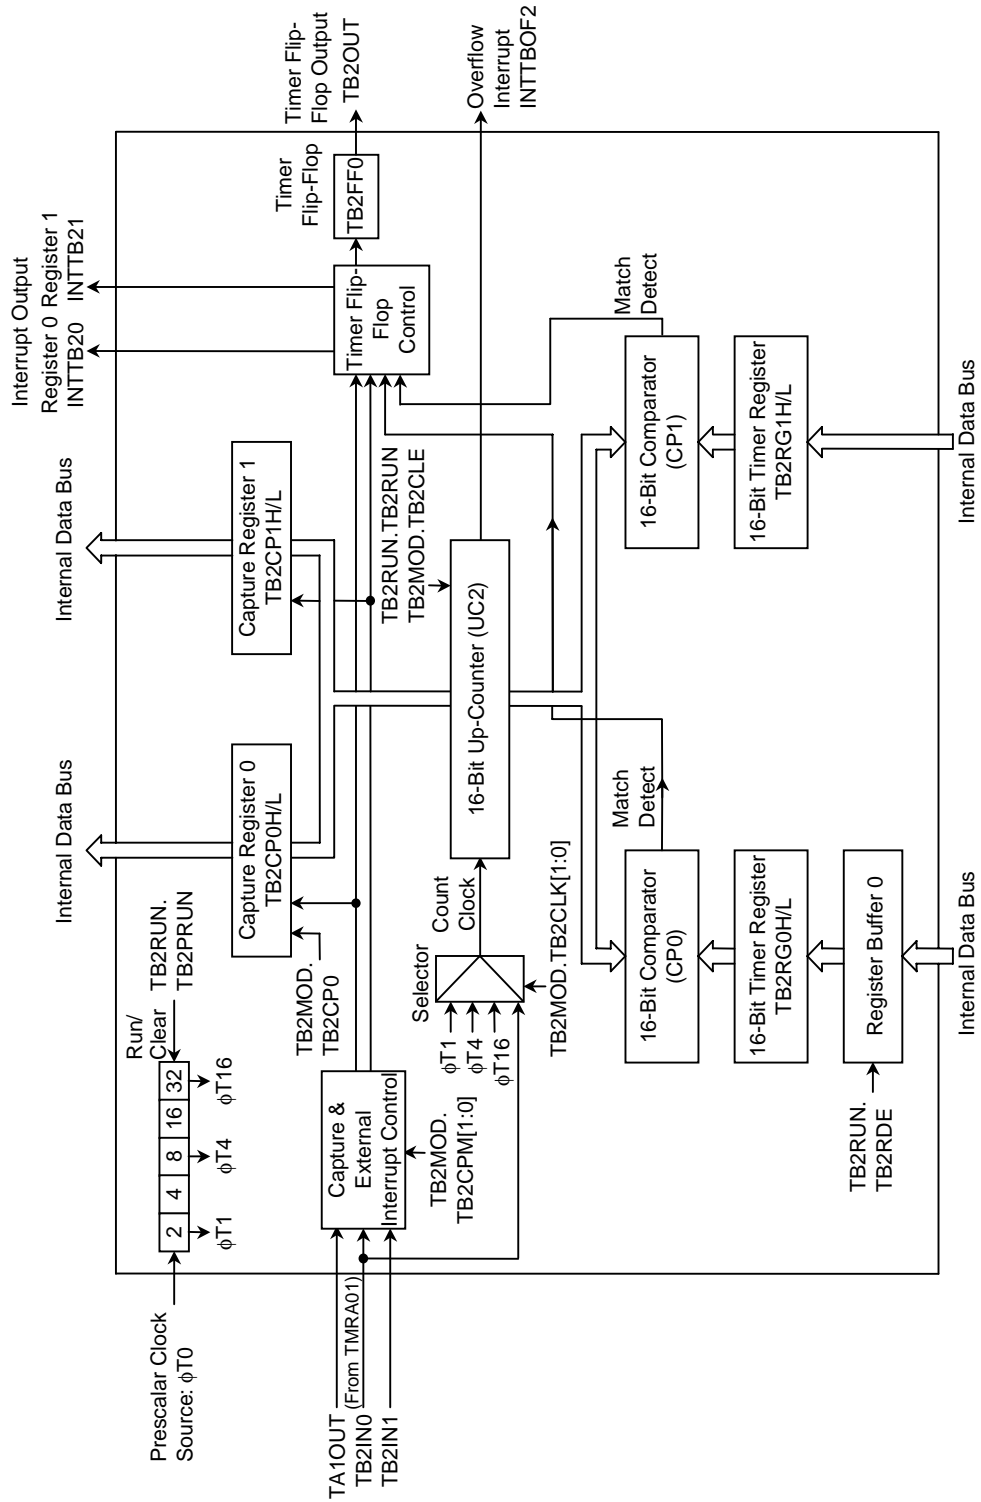 Prescalar Clock
Source: ϕT0
2
4
8
16
32
ϕT1
ϕT4
ϕT16
Run/
Clear
TB2RUN.
TB2PRUN
Internal Data Bus
Internal Data Bus
Interrupt Output
Register 0 Register 1
INTTB20 INTTB21
TA1OUT
(From TMRA01)
TB2IN0
TB2IN1
Capture &
External
Interrupt Control
TB2MOD.
TB2CPM[1:0]
TB2MOD.
TB2CP0
Capture Register 0
TB2CP0H/L
Capture Register 1
TB2CP1H/L
TB2RUN.TB2RUN
TB2MOD.TB2CLE
Timer Flip-
Flop
Control
Timer
Flip-Flop
TB2FF0
Timer Flip-
Flop Output
TB2OUT
Selector
ϕT1
ϕT4
ϕT16
TB2MOD.TB2CLK[1:0]
Count
Clock
16-Bit Up-Counter (UC2)
Overflow
Interrupt
INTTBOF2
Match
Detect
Match
Detect
16-Bit Comparator
(CP0)
16-Bit Comparator
(CP1)
16-Bit Timer Register
TB2RG0H/L
16-Bit Timer Register
TB2RG1H/L
Register Buffer 0
TB2RUN.
TB2RDE
Internal Data Bus
Internal Data Bus